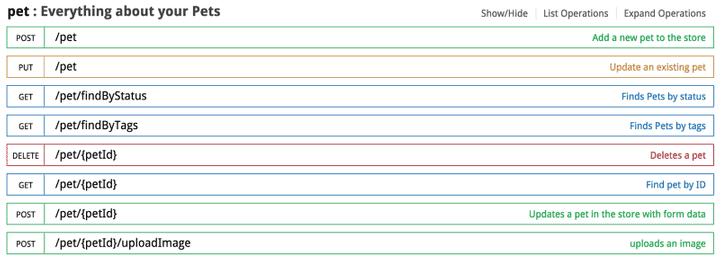 pet : Everything about your Pets Show/Hide List Operations Expand Operations
POST /pet Add a new pet to the store
PUT /pet Update an existing pet
GET /pet/findByStatus Finds Pets by status
GET /pet/findByTags Finds Pets by tags
DELETE /pet/{petId} Deletes a pet
GET /pet/{petId} Find pet by ID
POST /pet/{petId} Updates a pet in the store with form data
POST /pet/{petId}/uploadImage uploads an image